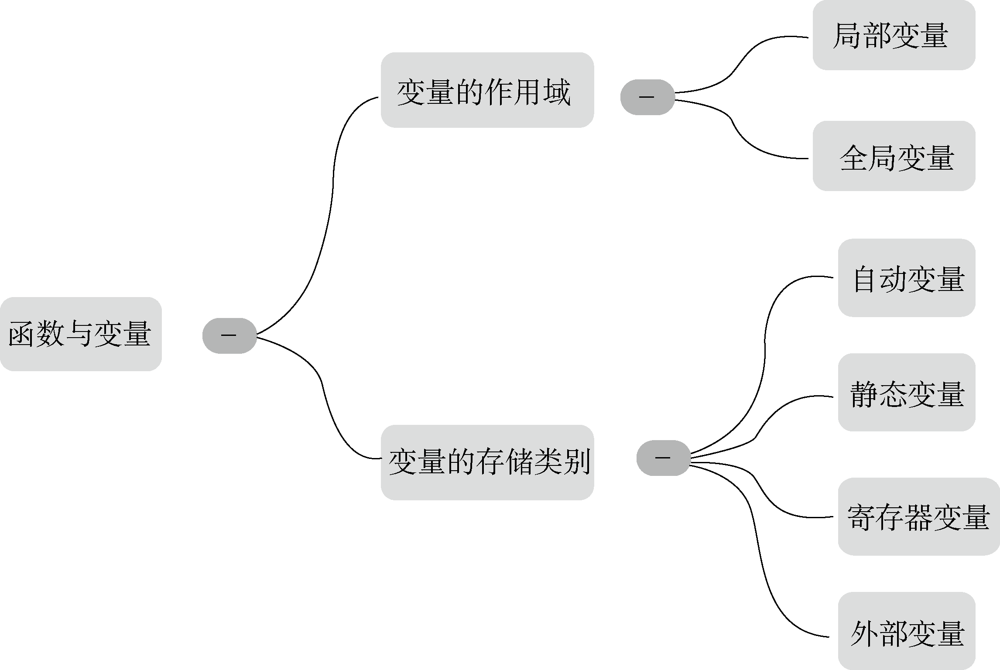 局部变量
变量的作用域
−
全局变量
自动变量
函数与变量
−
静态变量
变量的存储类别
−
寄存器变量
外部变量